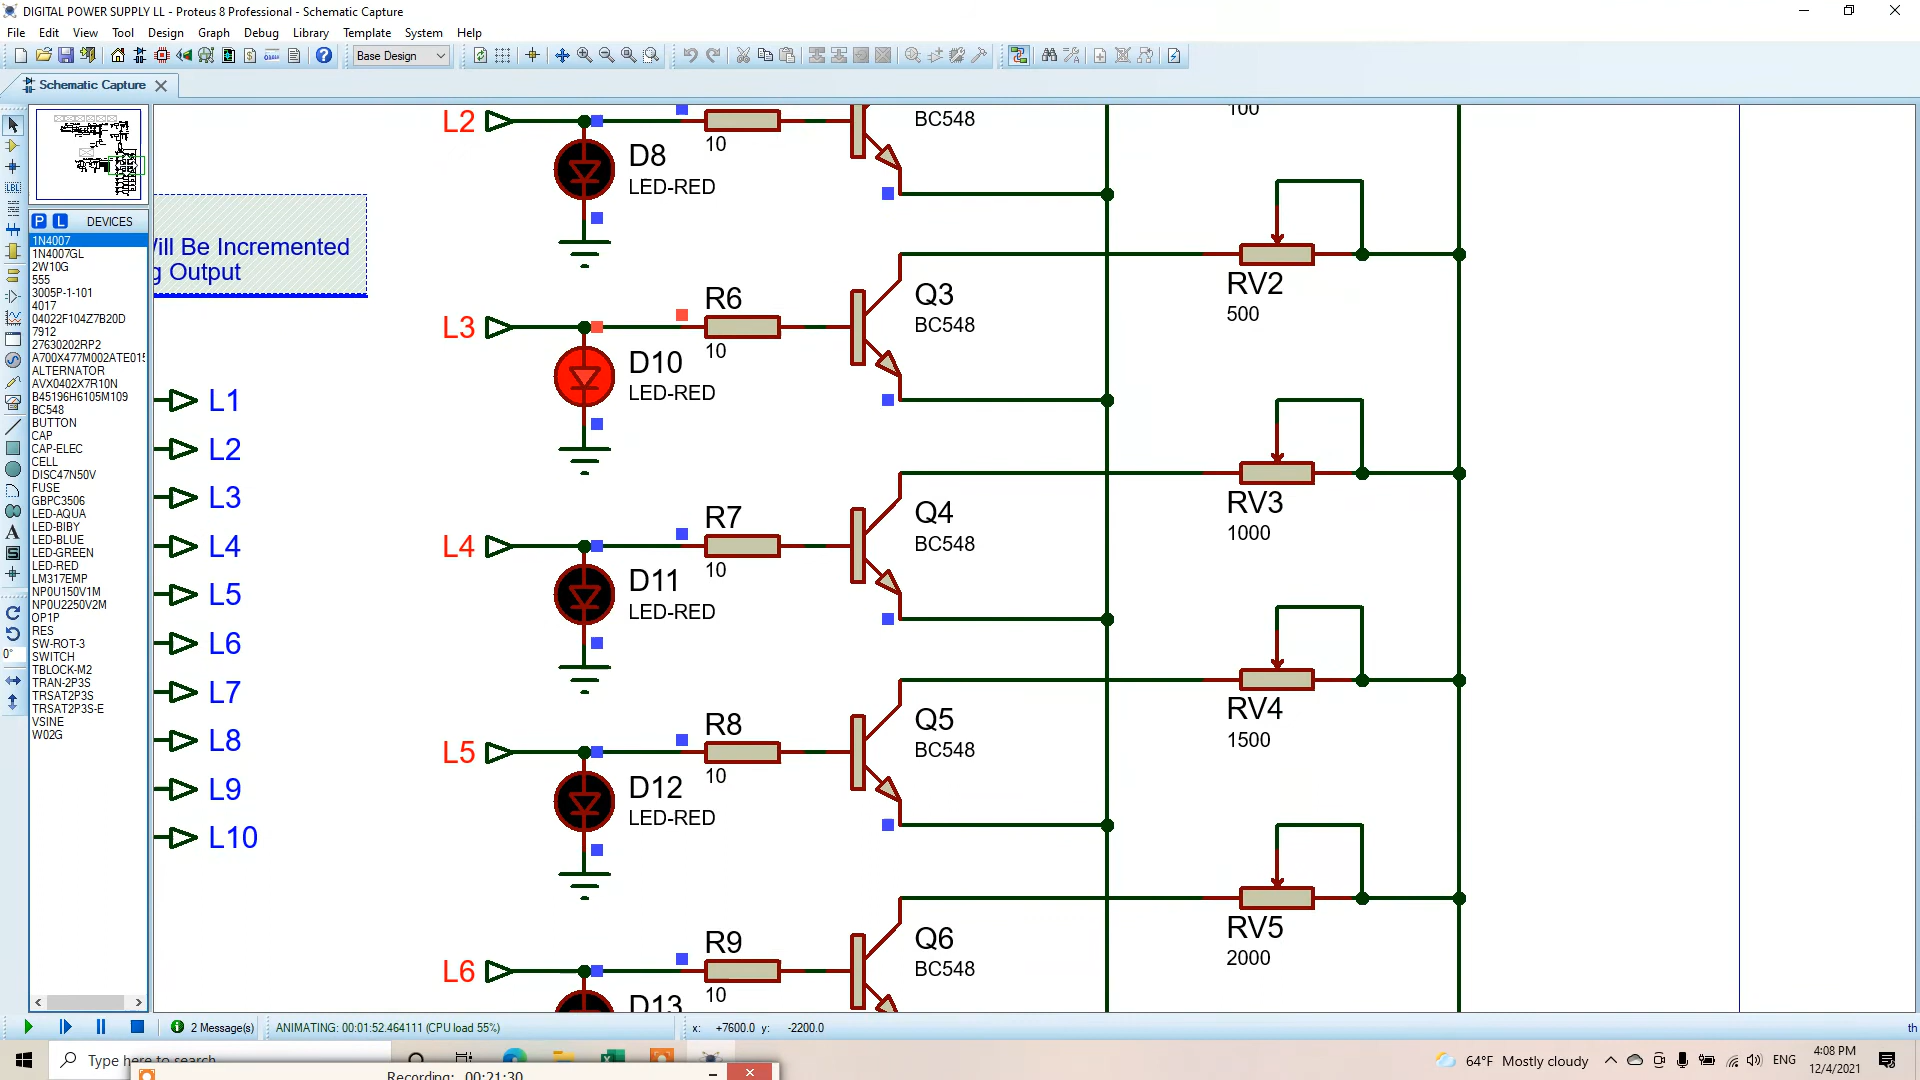 DIGITAL POWER SUPPLY LL - Proteus 8 Professional - Schematic Capture
File Edit View Tool Design Graph Debug Library Template System Help
Base Design
Schematic Capture
P L DEVICES
1N4007
1N4007GL
2W10G
555
3005P-1-101
4017
04022F104Z7B20D
7912
27630202RP2
A700X477M002ATE015
ALTERNATOR
AVX0402X7R10N
B45196H6105M109
BC548
BUTTON
CAP
CAP-ELEC
CELL
DISC47N50V
FUSE
GBPC3506
LED-AQUA
LED-BIBY
LED-BLUE
LED-GREEN
LED-RED
LM317EMP
NP0U150V1M
NP0U2250V2M
OP1P
RES
SW-ROT-3
SWITCH
TBLOCK-M2
TRAN-2P3S
TRSAT2P3S
TRSAT2P3S-E
VSINE
W02G
LBL
A
S
0°
Will Be Incremented
g Output
L1
L2
L3
L4
L5
L6
L7
L8
L9
L10
L2
10
BC548
100
D8
LED-RED
L3
R6
10
Q3
BC548
RV2
500
D10
LED-RED
L4
R7
10
Q4
BC548
RV3
1000
D11
LED-RED
L5
R8
10
Q5
BC548
RV4
1500
D12
LED-RED
L6
R9
10
Q6
BC548
RV5
2000
D13
2 Message(s)
ANIMATING: 00:01:52.464111 (CPU load 55%)
x: +7600.0 y: -2200.0
th
Type here to search
64°F Mostly cloudy
ENG
4:08 PM
12/4/2021
Recording: 00:21:30